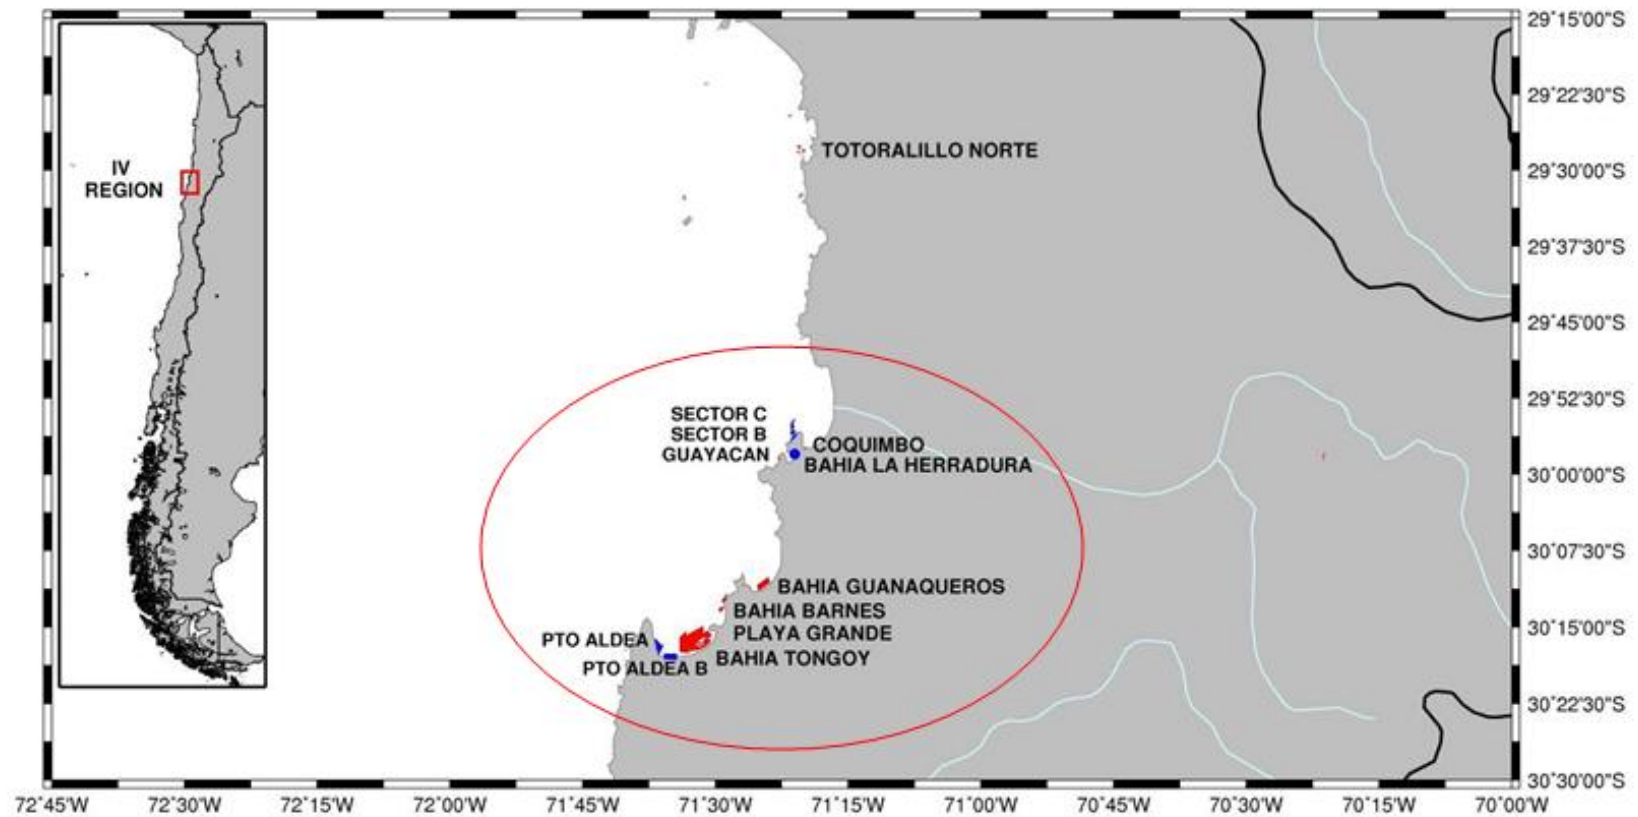 IV
REGION
TOTORALILLO NORTE
SECTOR C
SECTOR B
GUAYACAN
COQUIMBO
BAHIA LA HERRADURA
BAHIA GUANAQUEROS
BAHIA BARNES
PLAYA GRANDE
BAHIA TONGOY
PTO ALDEA
PTO ALDEA B
29°15'00"S
29°22'30"S
29°30'00"S
29°37'30"S
29°45'00"S
29°52'30"S
30°00'00"S
30°07'30"S
30°15'00"S
30°22'30"S
30°30'00"S
72°45'W 72°30'W 72°15'W 72°00'W 71°45'W 71°30'W 71°15'W 71°00'W 70°45'W 70°30'W 70°15'W 70°00'W